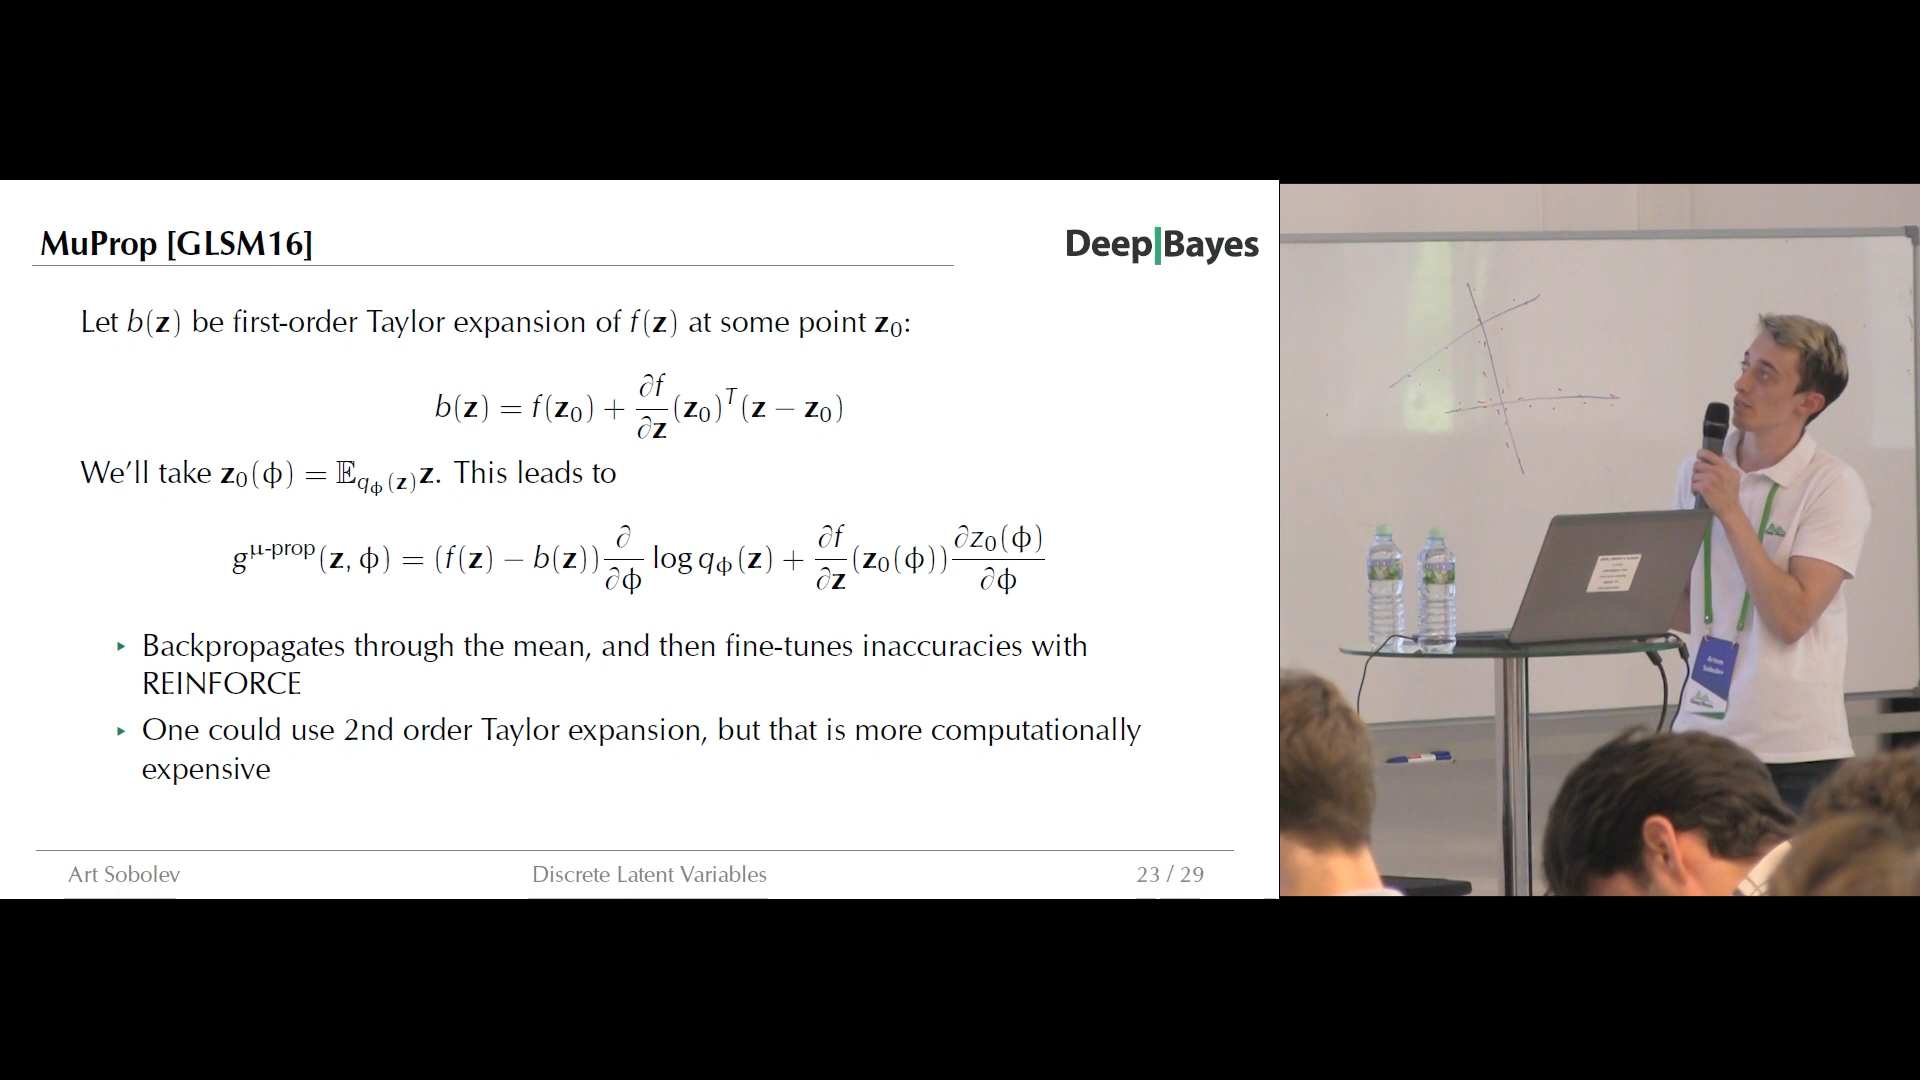 MuProp [GLSM16]
Deep|Bayes
Let b(z) be first-order Taylor expansion of f(z) at some point z₀:
b(z) = f(z₀) + ∂f/∂z (z₀)ᵀ(z − z₀)
We'll take z₀(ϕ) = 𝔼_{q_ϕ(z)} z. This leads to
g^{μ-prop}(z, ϕ) = (f(z) − b(z)) ∂/∂ϕ log q_ϕ(z) + ∂f/∂z (z₀(ϕ)) ∂z₀(ϕ)/∂ϕ
‣ Backpropagates through the mean, and then fine-tunes inaccuracies with
REINFORCE
‣ One could use 2nd order Taylor expansion, but that is more computationally
expensive
Art Sobolev
Discrete Latent Variables
23 / 29